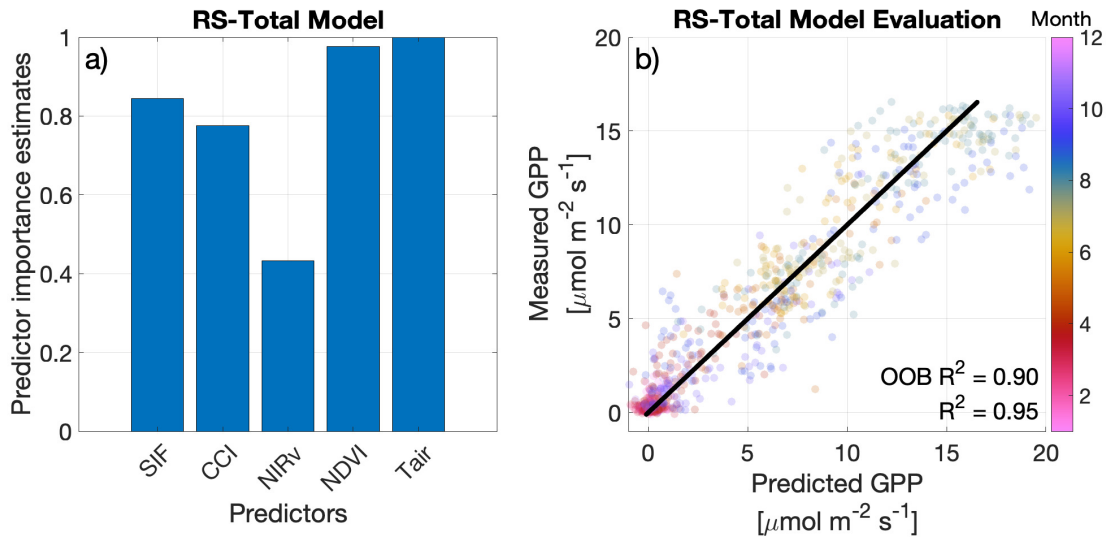 RS-Total Model
a)
Predictor importance estimates
1
0.8
0.6
0.4
0.2
0
SIF
CCI
NIRv
NDVI
Tair
Predictors
RS-Total Model Evaluation
b)
Measured GPP
[μmol m⁻² s⁻¹]
20
15
10
5
0
OOB R² = 0.90
R² = 0.95
0
5
10
15
20
Predicted GPP
[μmol m⁻² s⁻¹]
Month
12
10
8
6
4
2